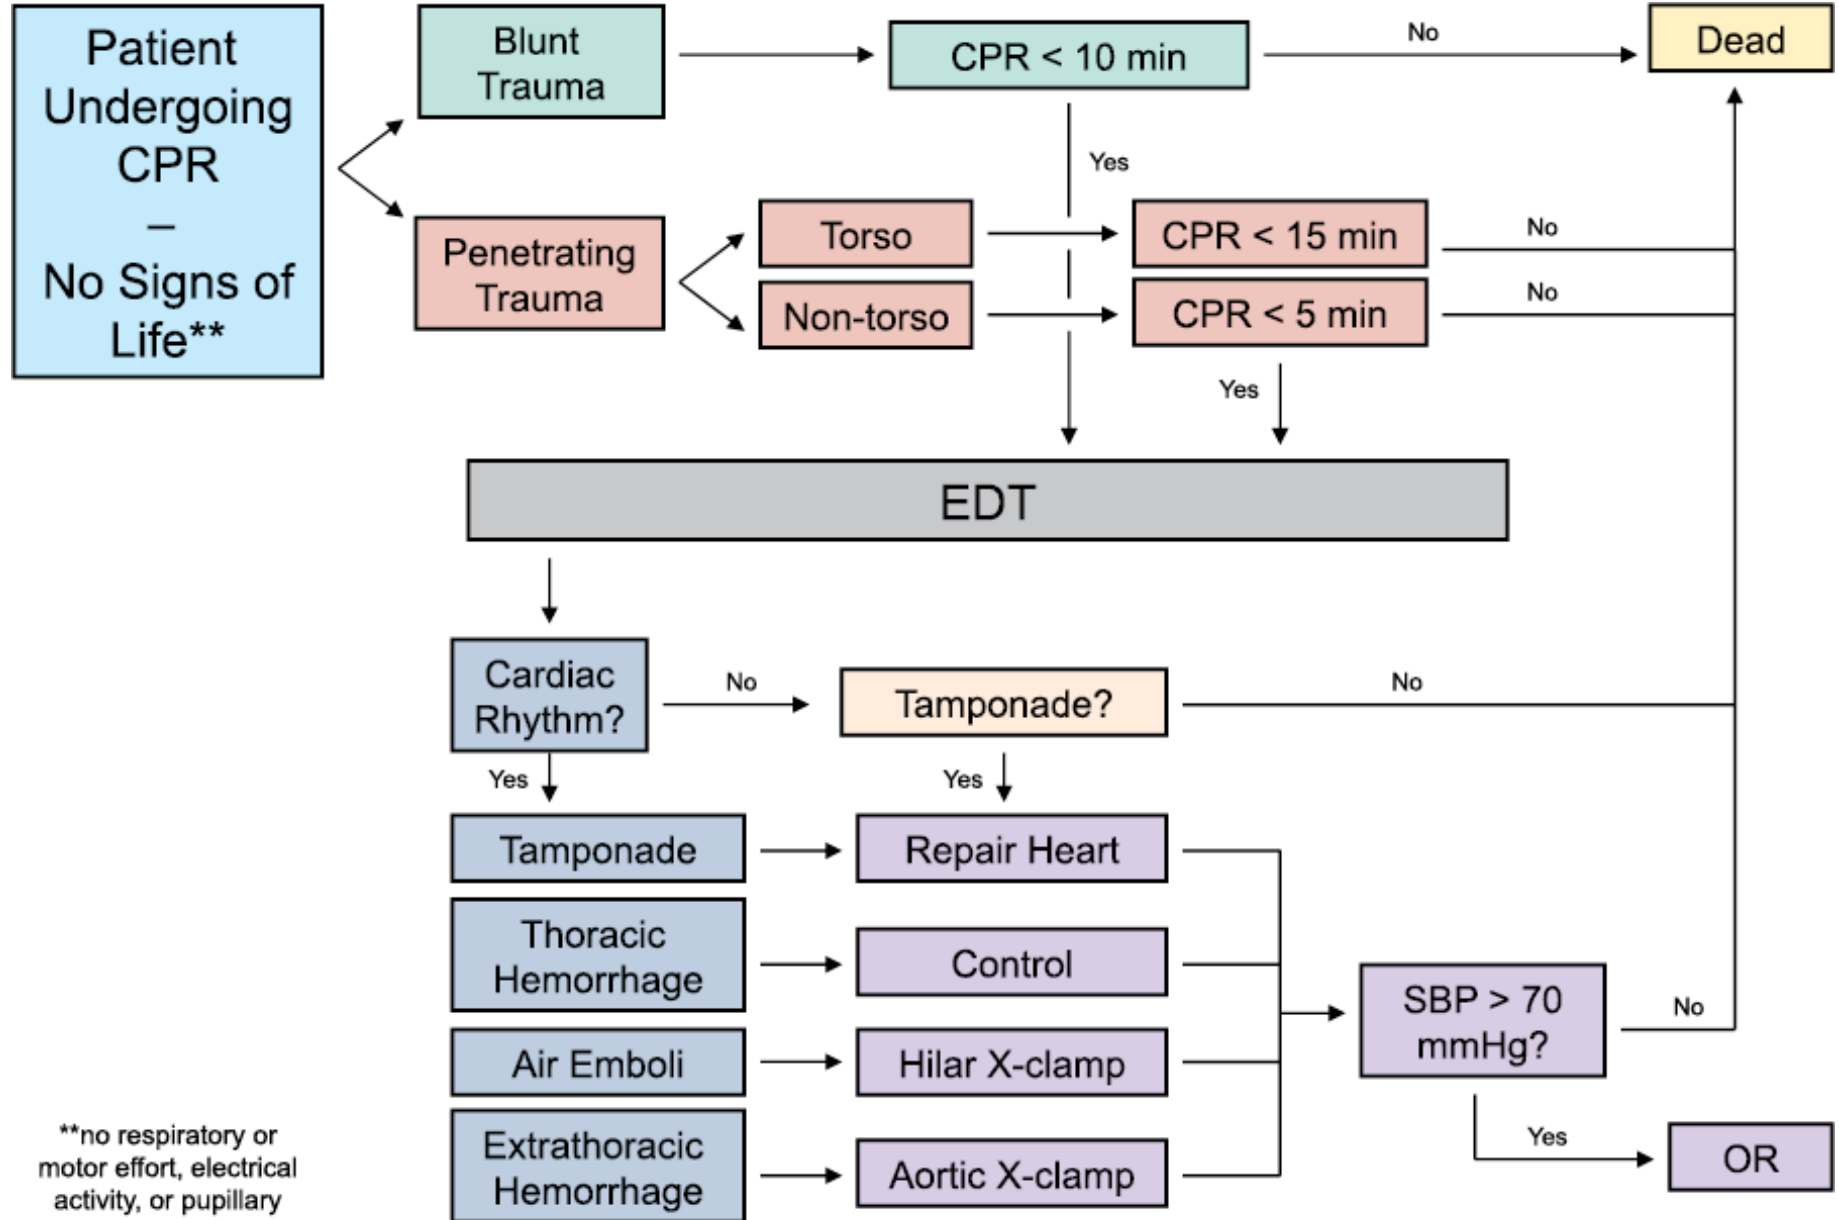 Patient
Undergoing
CPR
–
No Signs of
Life**
Blunt
Trauma
CPR < 10 min
No
Dead
Yes
Penetrating
Trauma
Torso
CPR < 15 min
No
Non-torso
CPR < 5 min
No
Yes
EDT
Cardiac
Rhythm?
No
Tamponade?
No
Yes
Yes
Tamponade
Repair Heart
Thoracic
Hemorrhage
Control
Air Emboli
Hilar X-clamp
Extrathoracic
Hemorrhage
Aortic X-clamp
SBP > 70
mmHg?
No
Yes
OR
**no respiratory or
motor effort, electrical
activity, or pupillary